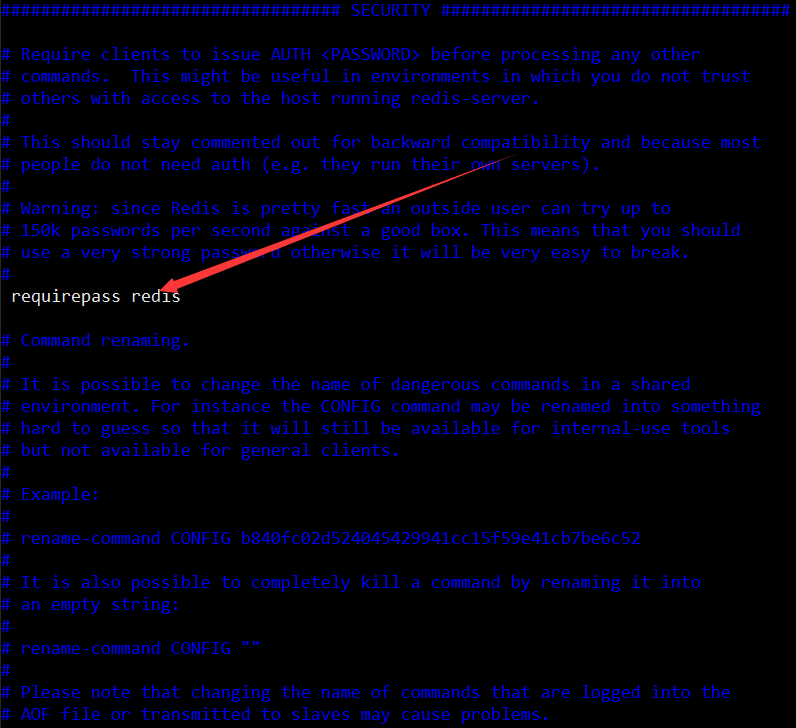 ################################## SECURITY ###################################
# Require clients to issue AUTH <PASSWORD> before processing any other
# commands.  This might be useful in environments in which you do not trust
# others with access to the host running redis-server.
#
# This should stay commented out for backward compatibility and because most
# people do not need auth (e.g. they run their own servers).
#
# Warning: since Redis is pretty fast an outside user can try up to
# 150k passwords per second against a good box. This means that you should
# use a very strong password otherwise it will be very easy to break.
#
 requirepass redis
# Command renaming.
#
# It is possible to change the name of dangerous commands in a shared
# environment. For instance the CONFIG command may be renamed into something
# hard to guess so that it will still be available for internal-use tools
# but not available for general clients.
#
# Example:
#
# rename-command CONFIG b840fc02d524045429941cc15f59e41cb7be6c52
#
# It is also possible to completely kill a command by renaming it into
# an empty string:
#
# rename-command CONFIG ""
#
# Please note that changing the name of commands that are logged into the
# AOF file or transmitted to slaves may cause problems.